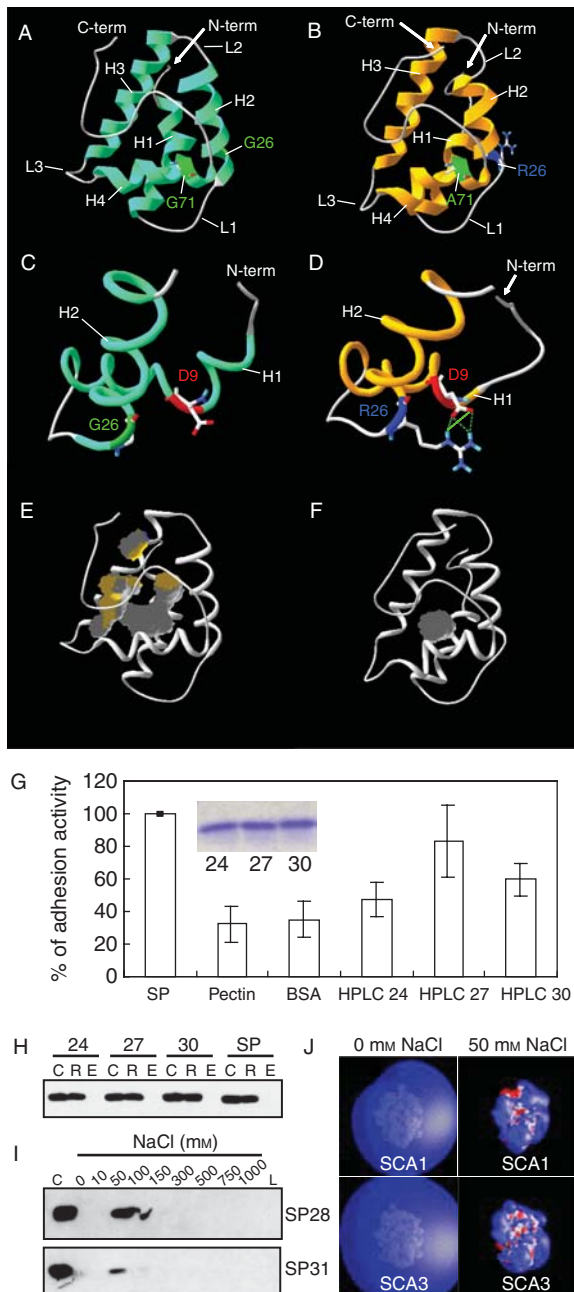 A
C-term
N-term
L2
H3
H2
H1
G26
L3
G71
H4
L1
B
C-term
N-term
L2
H3
H2
H1
R26
L3
A71
H4
L1
C
N-term
H2
D9
H1
G26
D
N-term
H2
D9
R26
H1
E
F
G
% of adhesion activity
120
100
80
60
40
20
0
24 27 30
SP Pectin BSA HPLC 24 HPLC 27 HPLC 30
H
24 27 30 SP
C R E C R E C R E C R E
I
NaCl (mM)
C 0 10 50 100 150 300 500 750 1000 L
SP28
SP31
J
0 mM NaCl 50 mM NaCl
SCA1 SCA1
SCA3 SCA3